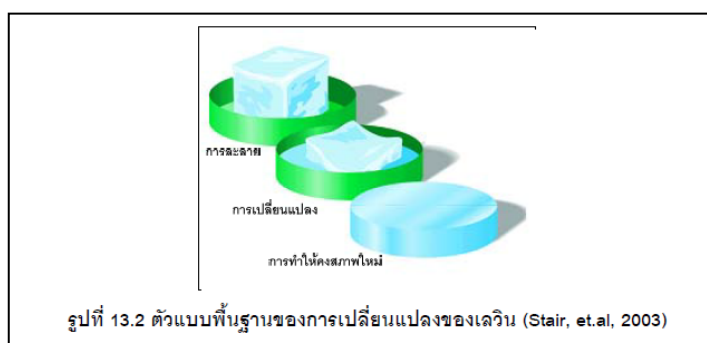 การละลาย
การเปลี่ยนแปลง
การทำให้คงสภาพใหม่
รูปที่ 13.2 ตัวแบบพื้นฐานของการเปลี่ยนแปลงของเลวิน (Stair, et.al, 2003)